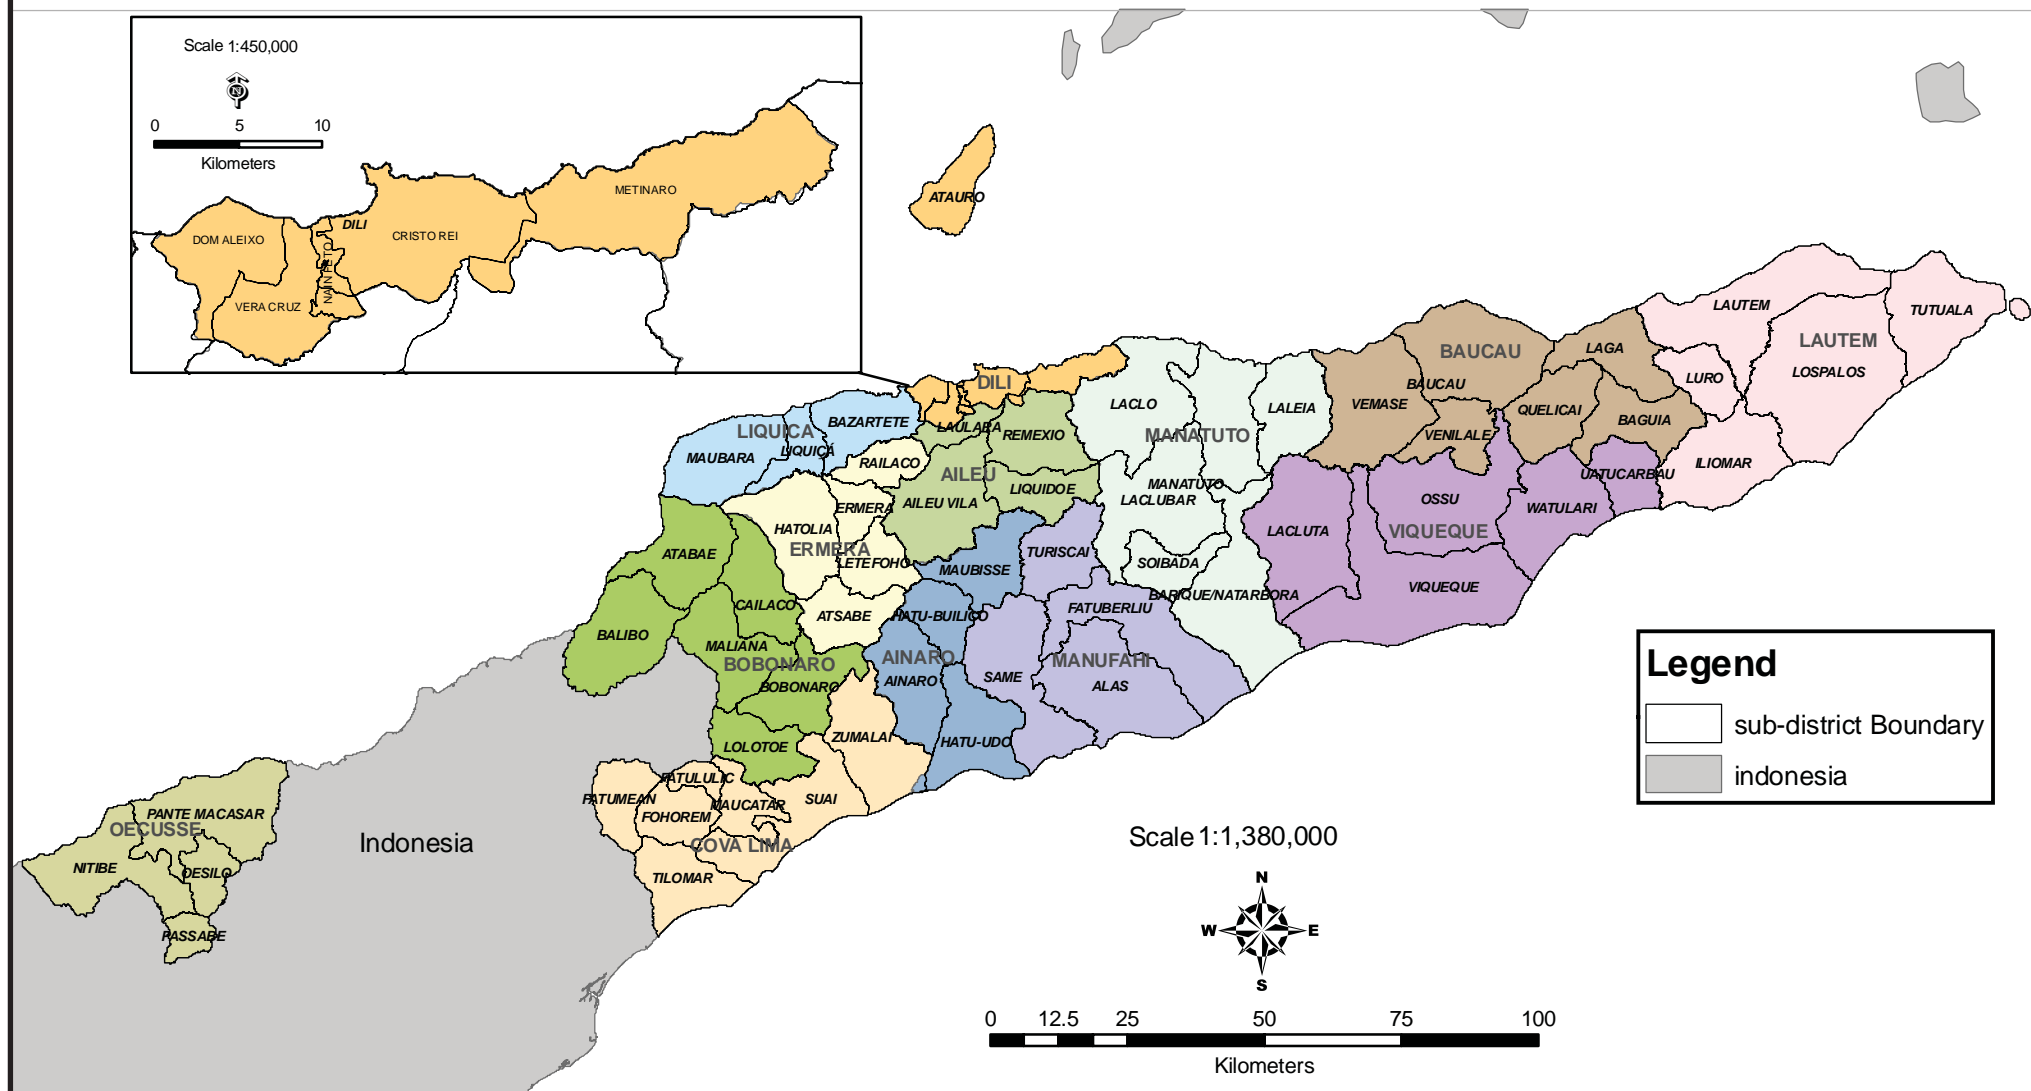 Scale 1:450,000
N
0 5 10
Kilometers
METINARO
DILI
DOM ALEIXO
CRISTO REI
NAIN FETO
VERA CRUZ
ATAURO
LAUTEM
TUTUALA
LAUTEM
LOSPALOS
LURO
ILIOMAR
BAUCAU
LAGA
BAUCAU
VEMASE
QUELICAI
BAGUIA
VENILALE
UATUCARBAU
OSSU
WATULARI
VIQUEQUE
LACLUTA
VIQUEQUE
DILI
LACLO
LALEIA
MANATUTO
MANATUTO
LACLUBAR
SOIBADA
BARIQUE/NATARBORA
LAULARA
REMEXIO
AILEU
LIQUIDOE
AILEU VILA
BAZARTETE
LIQUICA
LIQUIÇÁ
MAUBARA
RAILACO
ERMERA
HATOLIA
ERMERA
LETEFOHO
ATSABE
ATABAE
CAILACO
BALIBO
MALIANA
BOBONARO
BOBONARO
LOLOTOE
MAUBISSE
HATU-BUILICO
AINARO
AINARO
HATU-UDO
TURISCAI
FATUBERLIU
SAME
MANUFAHI
ALAS
ZUMALAI
FATULULIC
FATUMEAN
MAUCATAR
SUAI
FOHOREM
COVA LIMA
TILOMAR
PANTE MACASAR
OECUSSE
NITIBE
OESILO
PASSABE
Indonesia
Legend
sub-district Boundary
indonesia
Scale 1:1,380,000
N
W E
S
0 12.5 25 50 75 100
Kilometers